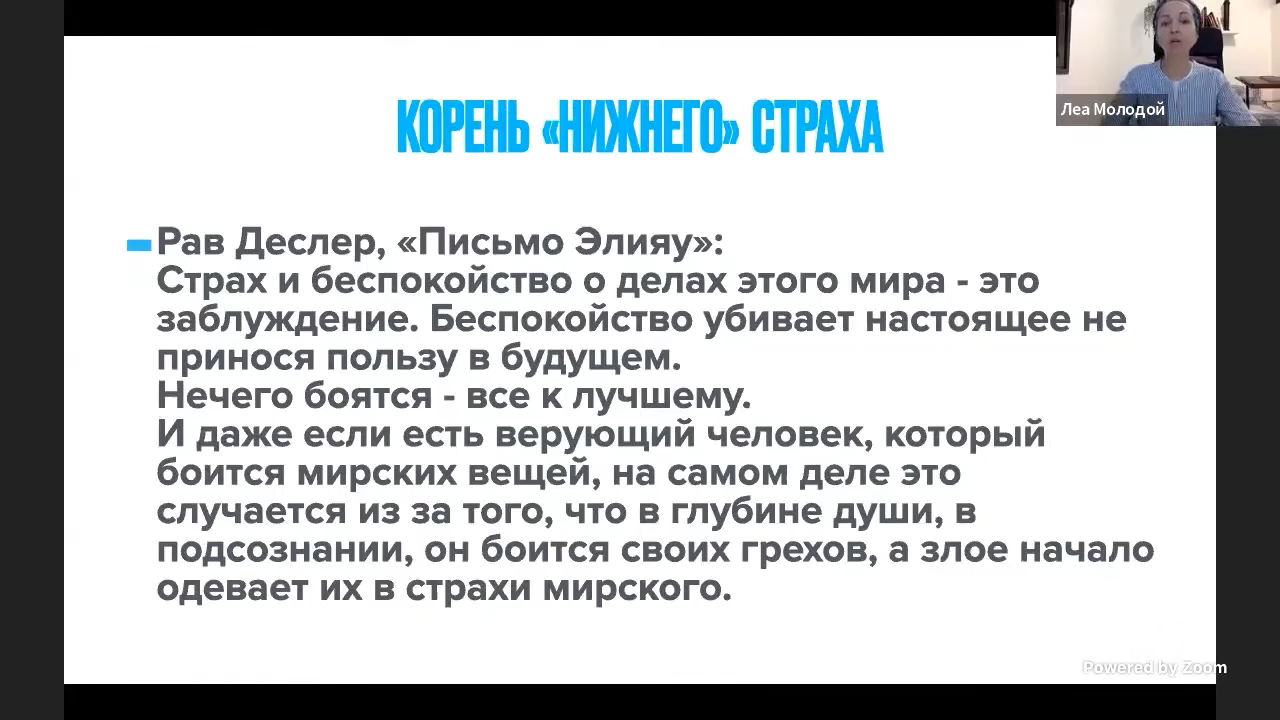 Леа Молодой
КОРЕНЬ «НИЖНЕГО» СТРАХА
Рав Деслер, «Письмо Элияу»:
Страх и беспокойство о делах этого мира - это
заблуждение. Беспокойство убивает настоящее не
принося пользу в будущем.
Нечего боятся - все к лучшему.
И даже если есть верующий человек, который
боится мирских вещей, на самом деле это
случается из за того, что в глубине души, в
подсознании, он боится своих грехов, а злое начало
одевает их в страхи мирского.
Powered by Zoom